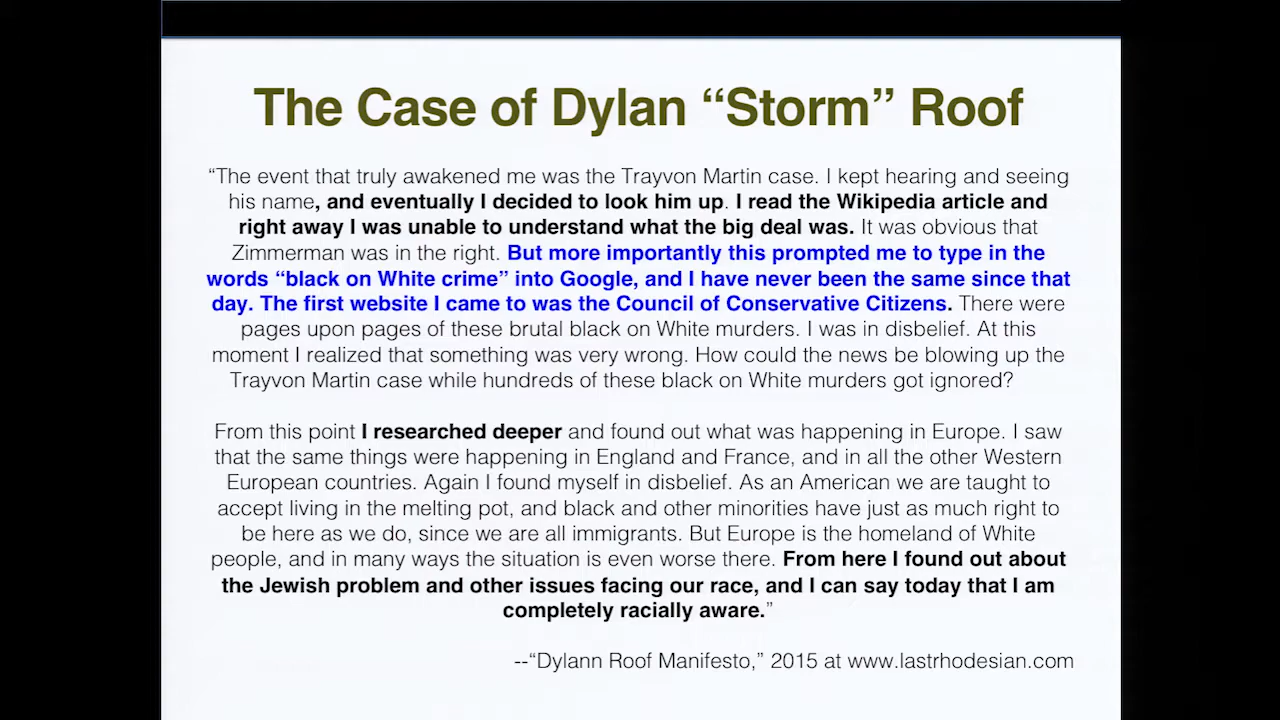 The Case of Dylan “Storm” Roof
“The event that truly awakened me was the Trayvon Martin case. I kept hearing and seeing
his name, and eventually I decided to look him up. I read the Wikipedia article and
right away I was unable to understand what the big deal was. It was obvious that
Zimmerman was in the right. But more importantly this prompted me to type in the
words “black on White crime” into Google, and I have never been the same since that
day. The first website I came to was the Council of Conservative Citizens. There were
pages upon pages of these brutal black on White murders. I was in disbelief. At this
moment I realized that something was very wrong. How could the news be blowing up the
Trayvon Martin case while hundreds of these black on White murders got ignored?
From this point I researched deeper and found out what was happening in Europe. I saw
that the same things were happening in England and France, and in all the other Western
European countries. Again I found myself in disbelief. As an American we are taught to
accept living in the melting pot, and black and other minorities have just as much right to
be here as we do, since we are all immigrants. But Europe is the homeland of White
people, and in many ways the situation is even worse there. From here I found out about
the Jewish problem and other issues facing our race, and I can say today that I am
completely racially aware.”
--“Dylann Roof Manifesto,” 2015 at www.lastrhodesian.com